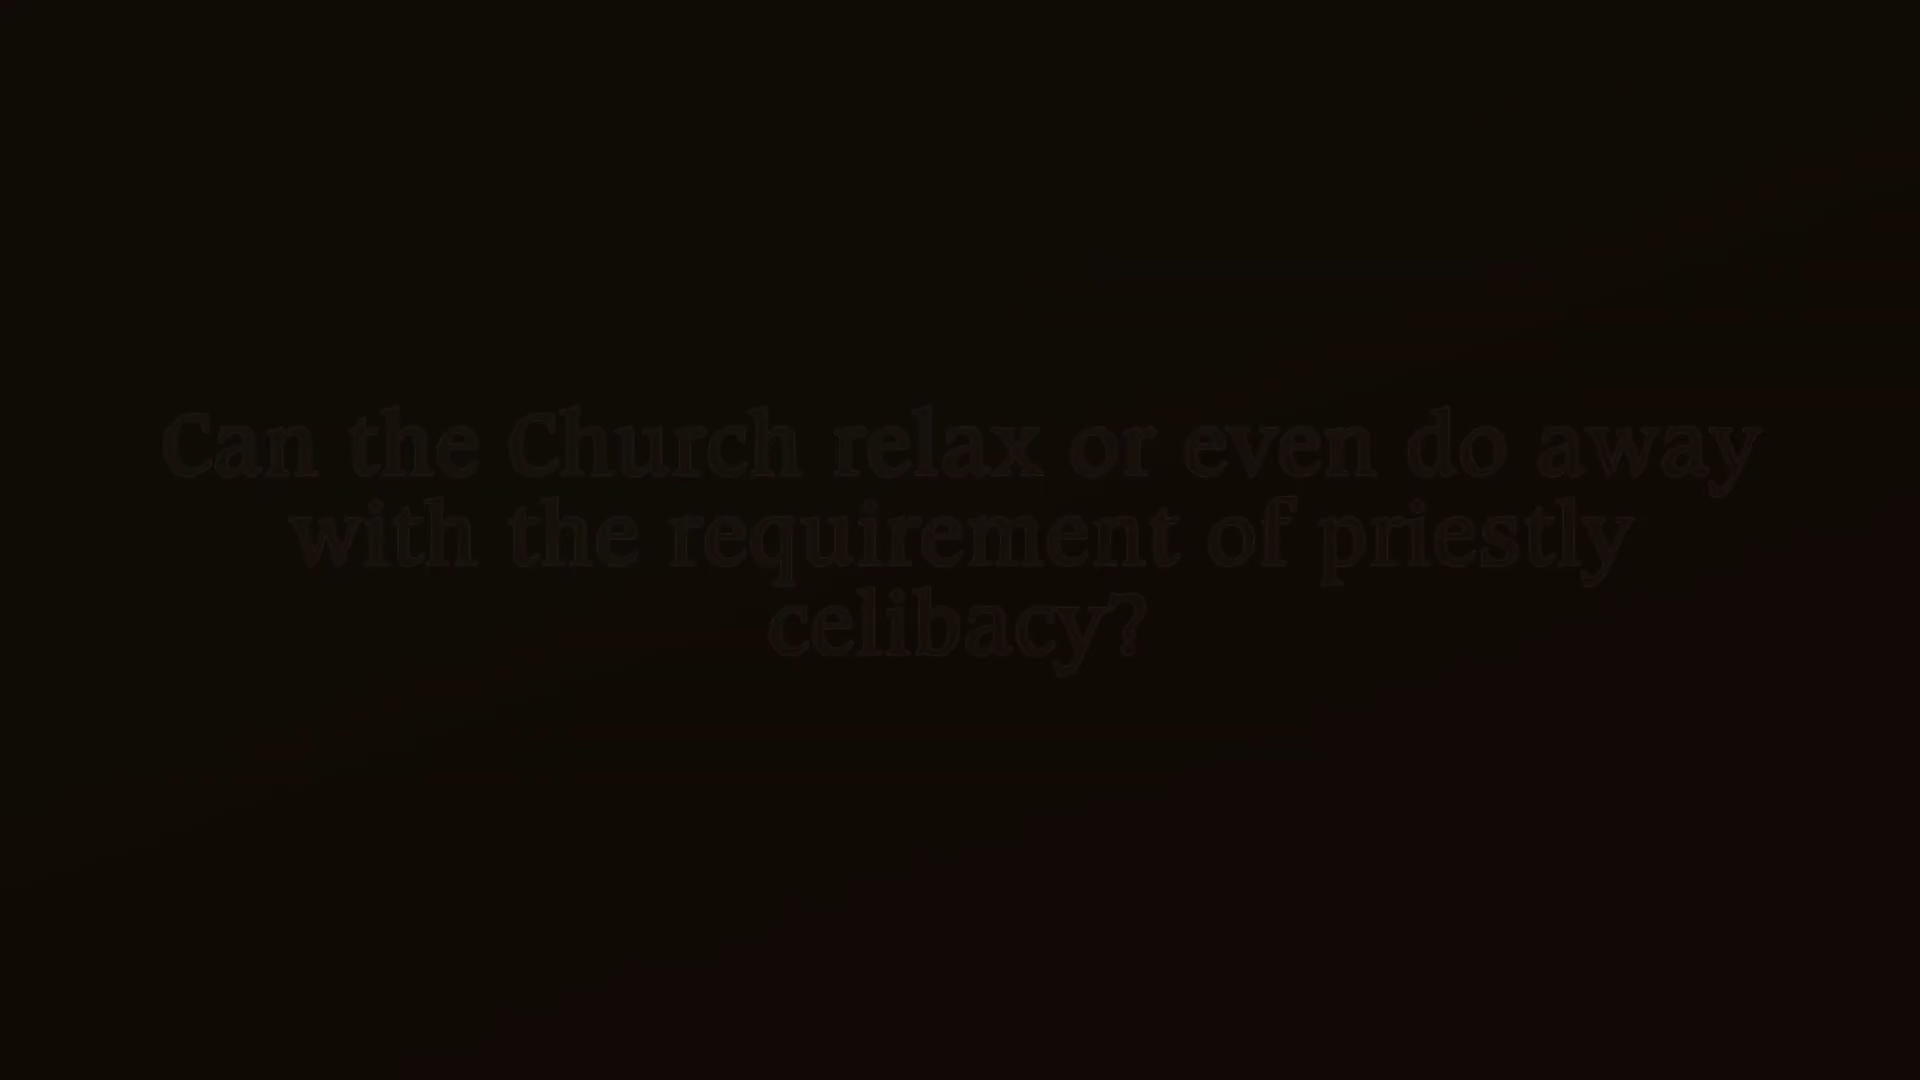 Can the Church relax or even do away
with the requirement of priestly
celibacy?